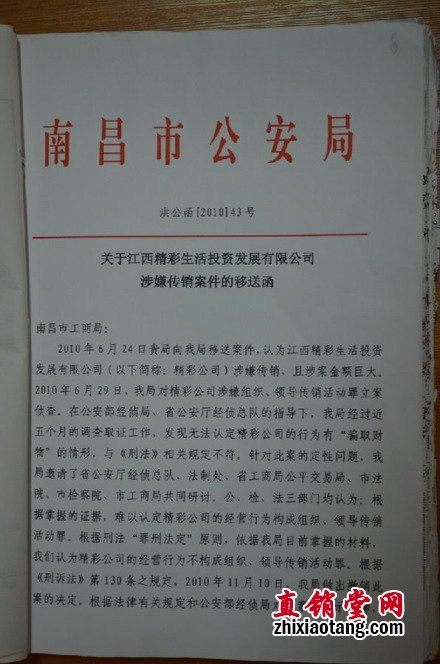 南昌市公安局
洪公函[2010]43号
关于江西精彩生活投资发展有限公司
涉嫌传销案件的移送函
南昌市工商局：
2010年6月24日贵局向我局移送案件，认为江西精彩生活投资
发展有限公司（以下简称：精彩公司）涉嫌传销，且涉案金额巨大。
2010年6月29日，我局对精彩公司涉嫌组织、领导传销活动罪立案
侦查。在公安部经侦局、省公安厅经侦总队的指导下，我局经过近
五个月的调查取证工作，发现无法认定精彩公司的行为有“骗取财
物”的情形，与《刑法》相关规定不符。针对此案的定性问题，我
局邀请了省公安厅经侦总队、法制处、省工商局公平交易局、市法
院、市检察院、市工商局共同研讨。公、检、法三部门均认为：根
据掌握的证据，难以认定精彩公司的经营行为构成组织、领导传销
活动罪。根据刑法“罪刑法定”原则，依据我局目前掌握的材料，
我们认为精彩公司的经营行为不构成组织、领导传销活动罪。根据
《刑诉法》第130条之规定，2010年11月10日，我局做出撤销此
案的决定。根据法律有关规定和公安部经侦局
直销堂网
zhixiaotang.com